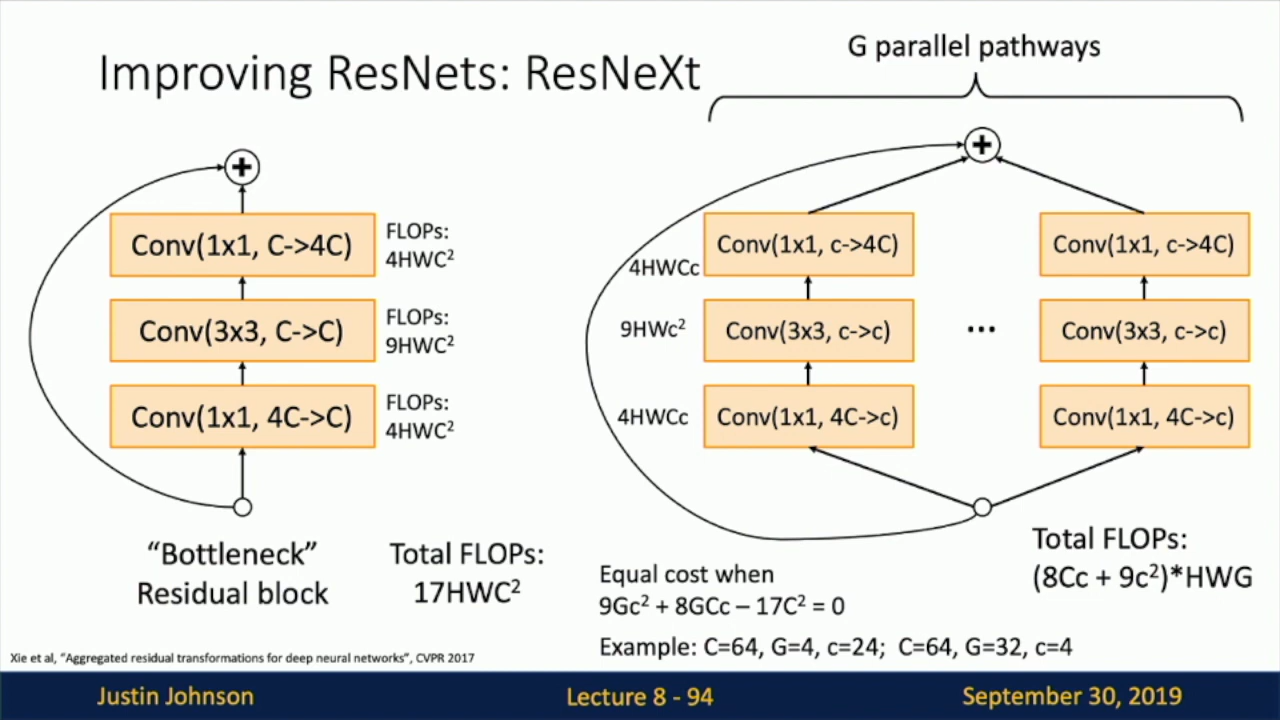 Improving ResNets: ResNeXt
G parallel pathways
Conv(1x1, C->4C)
FLOPs:
4HWC²
Conv(3x3, C->C)
FLOPs:
9HWC²
Conv(1x1, 4C->C)
FLOPs:
4HWC²
“Bottleneck”
Residual block
Total FLOPs:
17HWC²
4HWCc
Conv(1x1, c->4C)
Conv(1x1, c->4C)
9HWc²
Conv(3x3, c->c)
...
Conv(3x3, c->c)
4HWCc
Conv(1x1, 4C->c)
Conv(1x1, 4C->c)
Total FLOPs:
(8Cc + 9c²)*HWG
Equal cost when
9Gc² + 8GCc – 17C² = 0
Example: C=64, G=4, c=24; C=64, G=32, c=4
Xie et al, “Aggregated residual transformations for deep neural networks”, CVPR 2017
Justin Johnson
Lecture 8 - 94
September 30, 2019